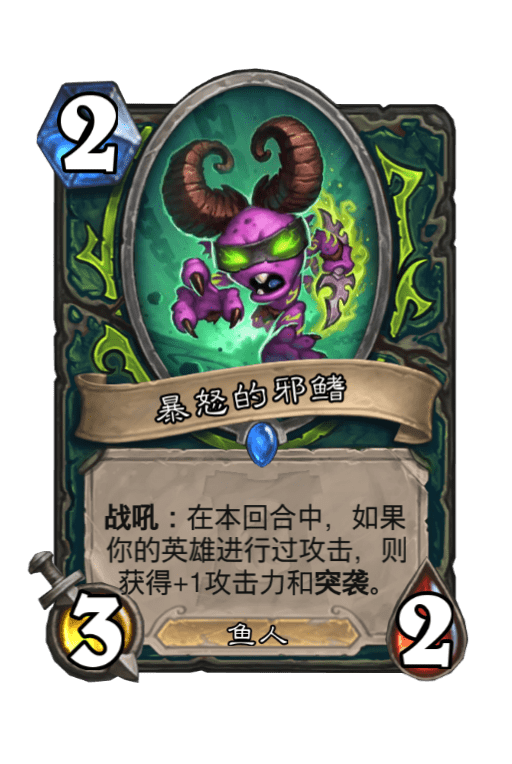 2
暴怒的邪鳍
战吼：在本回合中，如果
你的英雄进行过攻击，则
获得+1攻击力和突袭。
3
鱼人
2